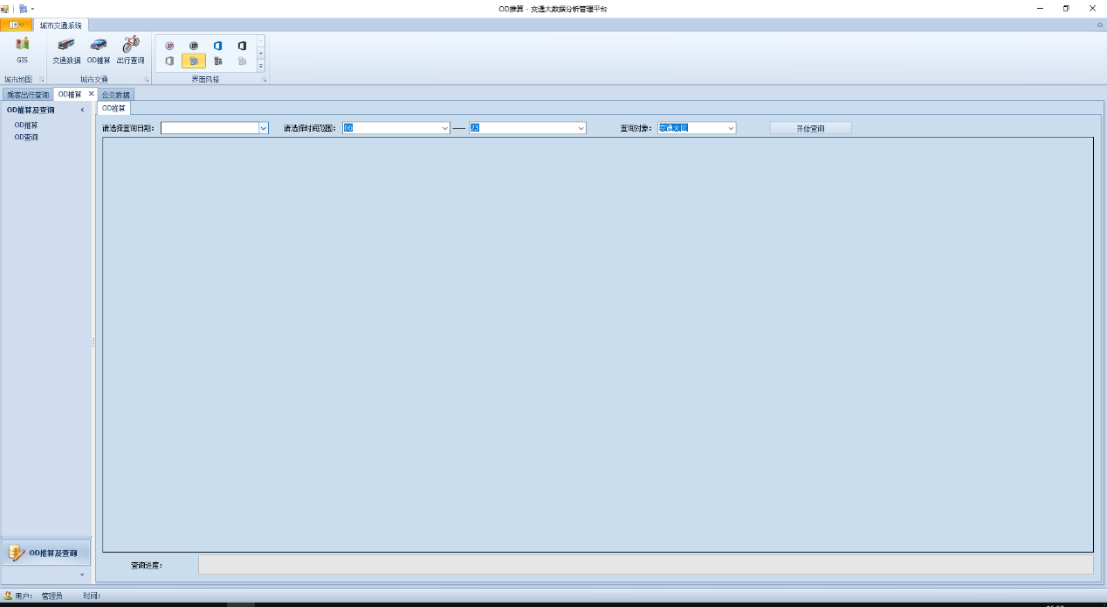 OD推算 - 交通大数据分析管理平台
城市交通系统
GIS 交通数据 OD推算 出行查询
城市地图 城市交通 界面风格
乘客出行查询 OD推算 公交数据
OD推算及查询
OD推算
OD查询
OD推算
请选择查询日期： 请选择时间范围： 06 — 23 查询对象： 交通大区 开始查询
OD推算及查询
查询进度：
用户： 管理员 时间：